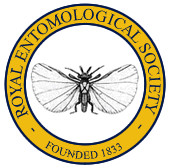 - ROYAL ENTOMOLOGICAL SOCIETY -
FOUNDED 1833